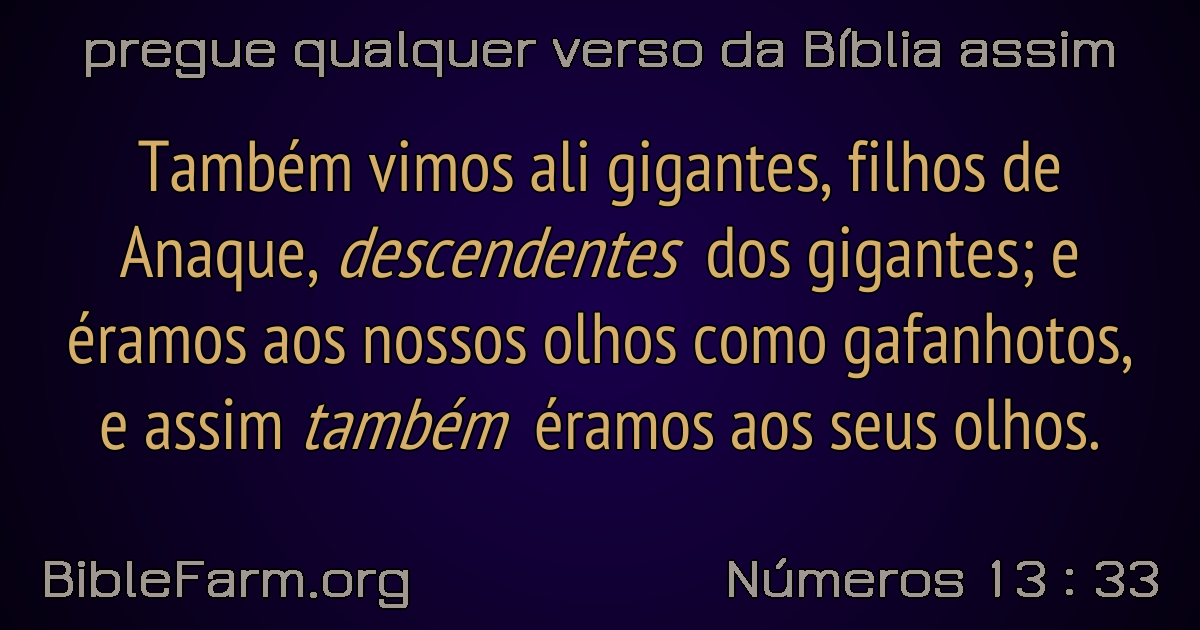 pregue qualquer verso da Bíblia assim
Também vimos ali gigantes, filhos de
Anaque, descendentes dos gigantes; e
éramos aos nossos olhos como gafanhotos,
e assim também éramos aos seus olhos.
BibleFarm.org
Números 13 : 33